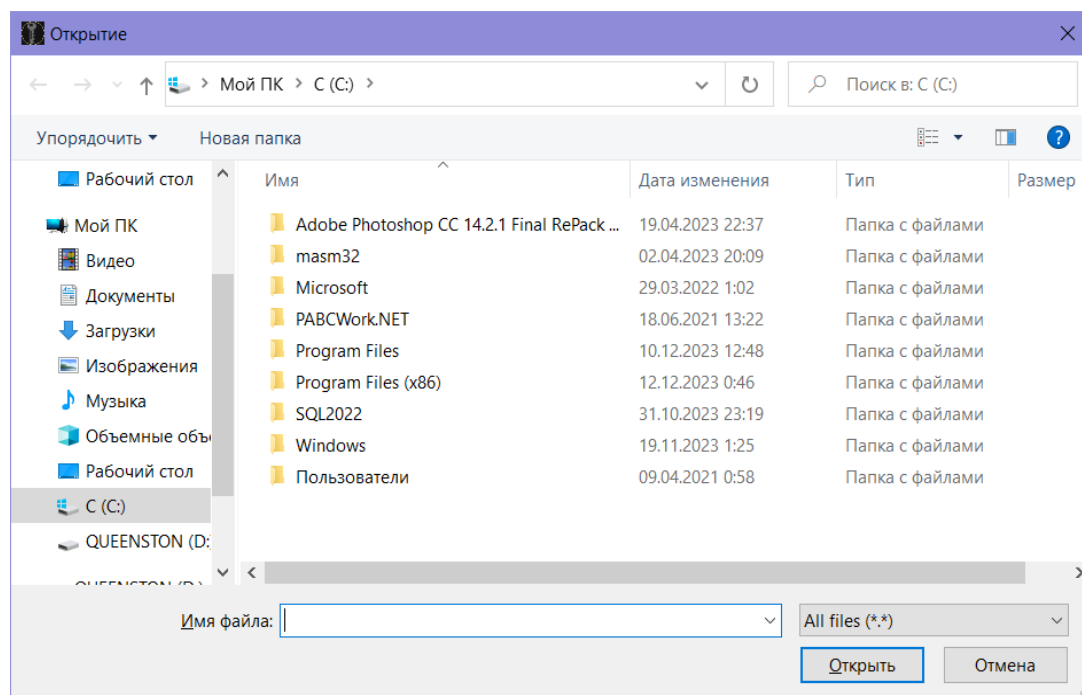 Открытие
Мой ПК > C (C:) >
Поиск в: C (C:)
Упорядочить
Новая папка
Рабочий стол
Мой ПК
Видео
Документы
Загрузки
Изображения
Музыка
Объемные объ
Рабочий стол
C (C:)
QUEENSTON (D:
QUEENSTON (D:)
Имя Дата изменения Тип Размер
Adobe Photoshop CC 14.2.1 Final RePack ... 19.04.2023 22:37 Папка с файлами
masm32 02.04.2023 20:09 Папка с файлами
Microsoft 29.03.2022 1:02 Папка с файлами
PABCWork.NET 18.06.2021 13:22 Папка с файлами
Program Files 10.12.2023 12:48 Папка с файлами
Program Files (x86) 12.12.2023 0:46 Папка с файлами
SQL2022 31.10.2023 23:19 Папка с файлами
Windows 19.11.2023 1:25 Папка с файлами
Пользователи 09.04.2021 0:58 Папка с файлами
Имя файла:
All files (*.*)
Открыть
Отмена